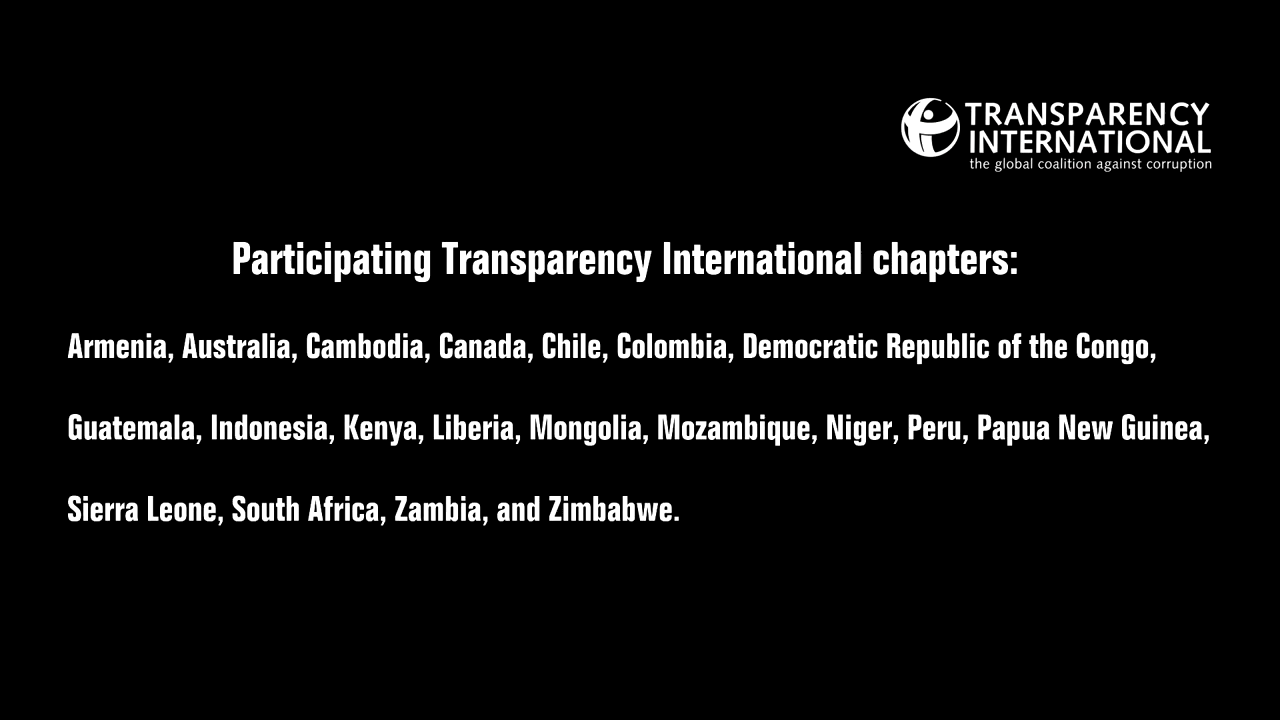 TRANSPARENCY
INTERNATIONAL
the global coalition against corruption
Participating Transparency International chapters:
Armenia, Australia, Cambodia, Canada, Chile, Colombia, Democratic Republic of the Congo,
Guatemala, Indonesia, Kenya, Liberia, Mongolia, Mozambique, Niger, Peru, Papua New Guinea,
Sierra Leone, South Africa, Zambia, and Zimbabwe.